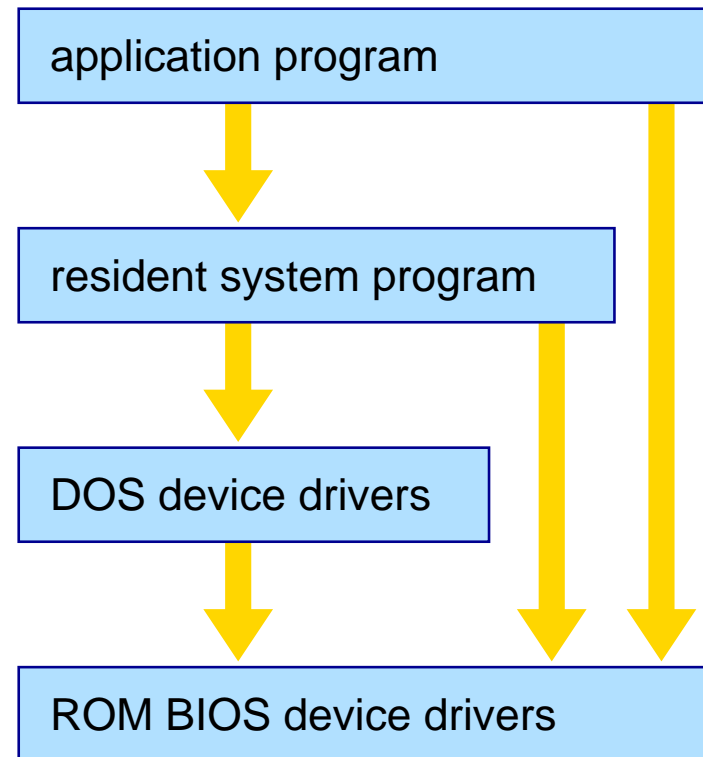 application program
resident system program
DOS device drivers
ROM BIOS device drivers